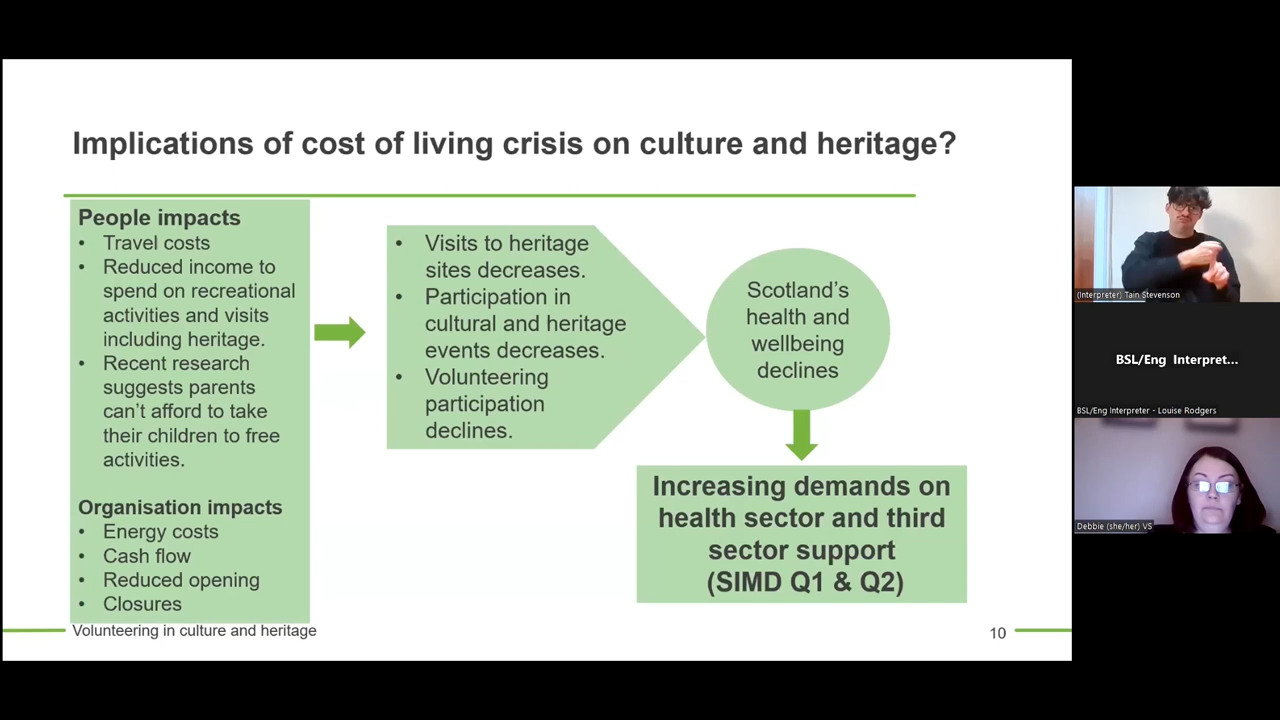 Implications of cost of living crisis on culture and heritage?
People impacts
• Travel costs
• Reduced income to
spend on recreational
activities and visits
including heritage.
• Recent research
suggests parents
can't afford to take
their children to free
activities.
Organisation impacts
• Energy costs
• Cash flow
• Reduced opening
• Closures
• Visits to heritage
sites decreases.
• Participation in
cultural and heritage
events decreases.
• Volunteering
participation
declines.
Scotland's
health and
wellbeing
declines
Increasing demands on
health sector and third
sector support
(SIMD Q1 & Q2)
Volunteering in culture and heritage
10
(Interpreter) Tain Stevenson
BSL/Eng Interpret...
BSL/Eng Interpreter - Louise Rodgers
Debbie (she/her) VS